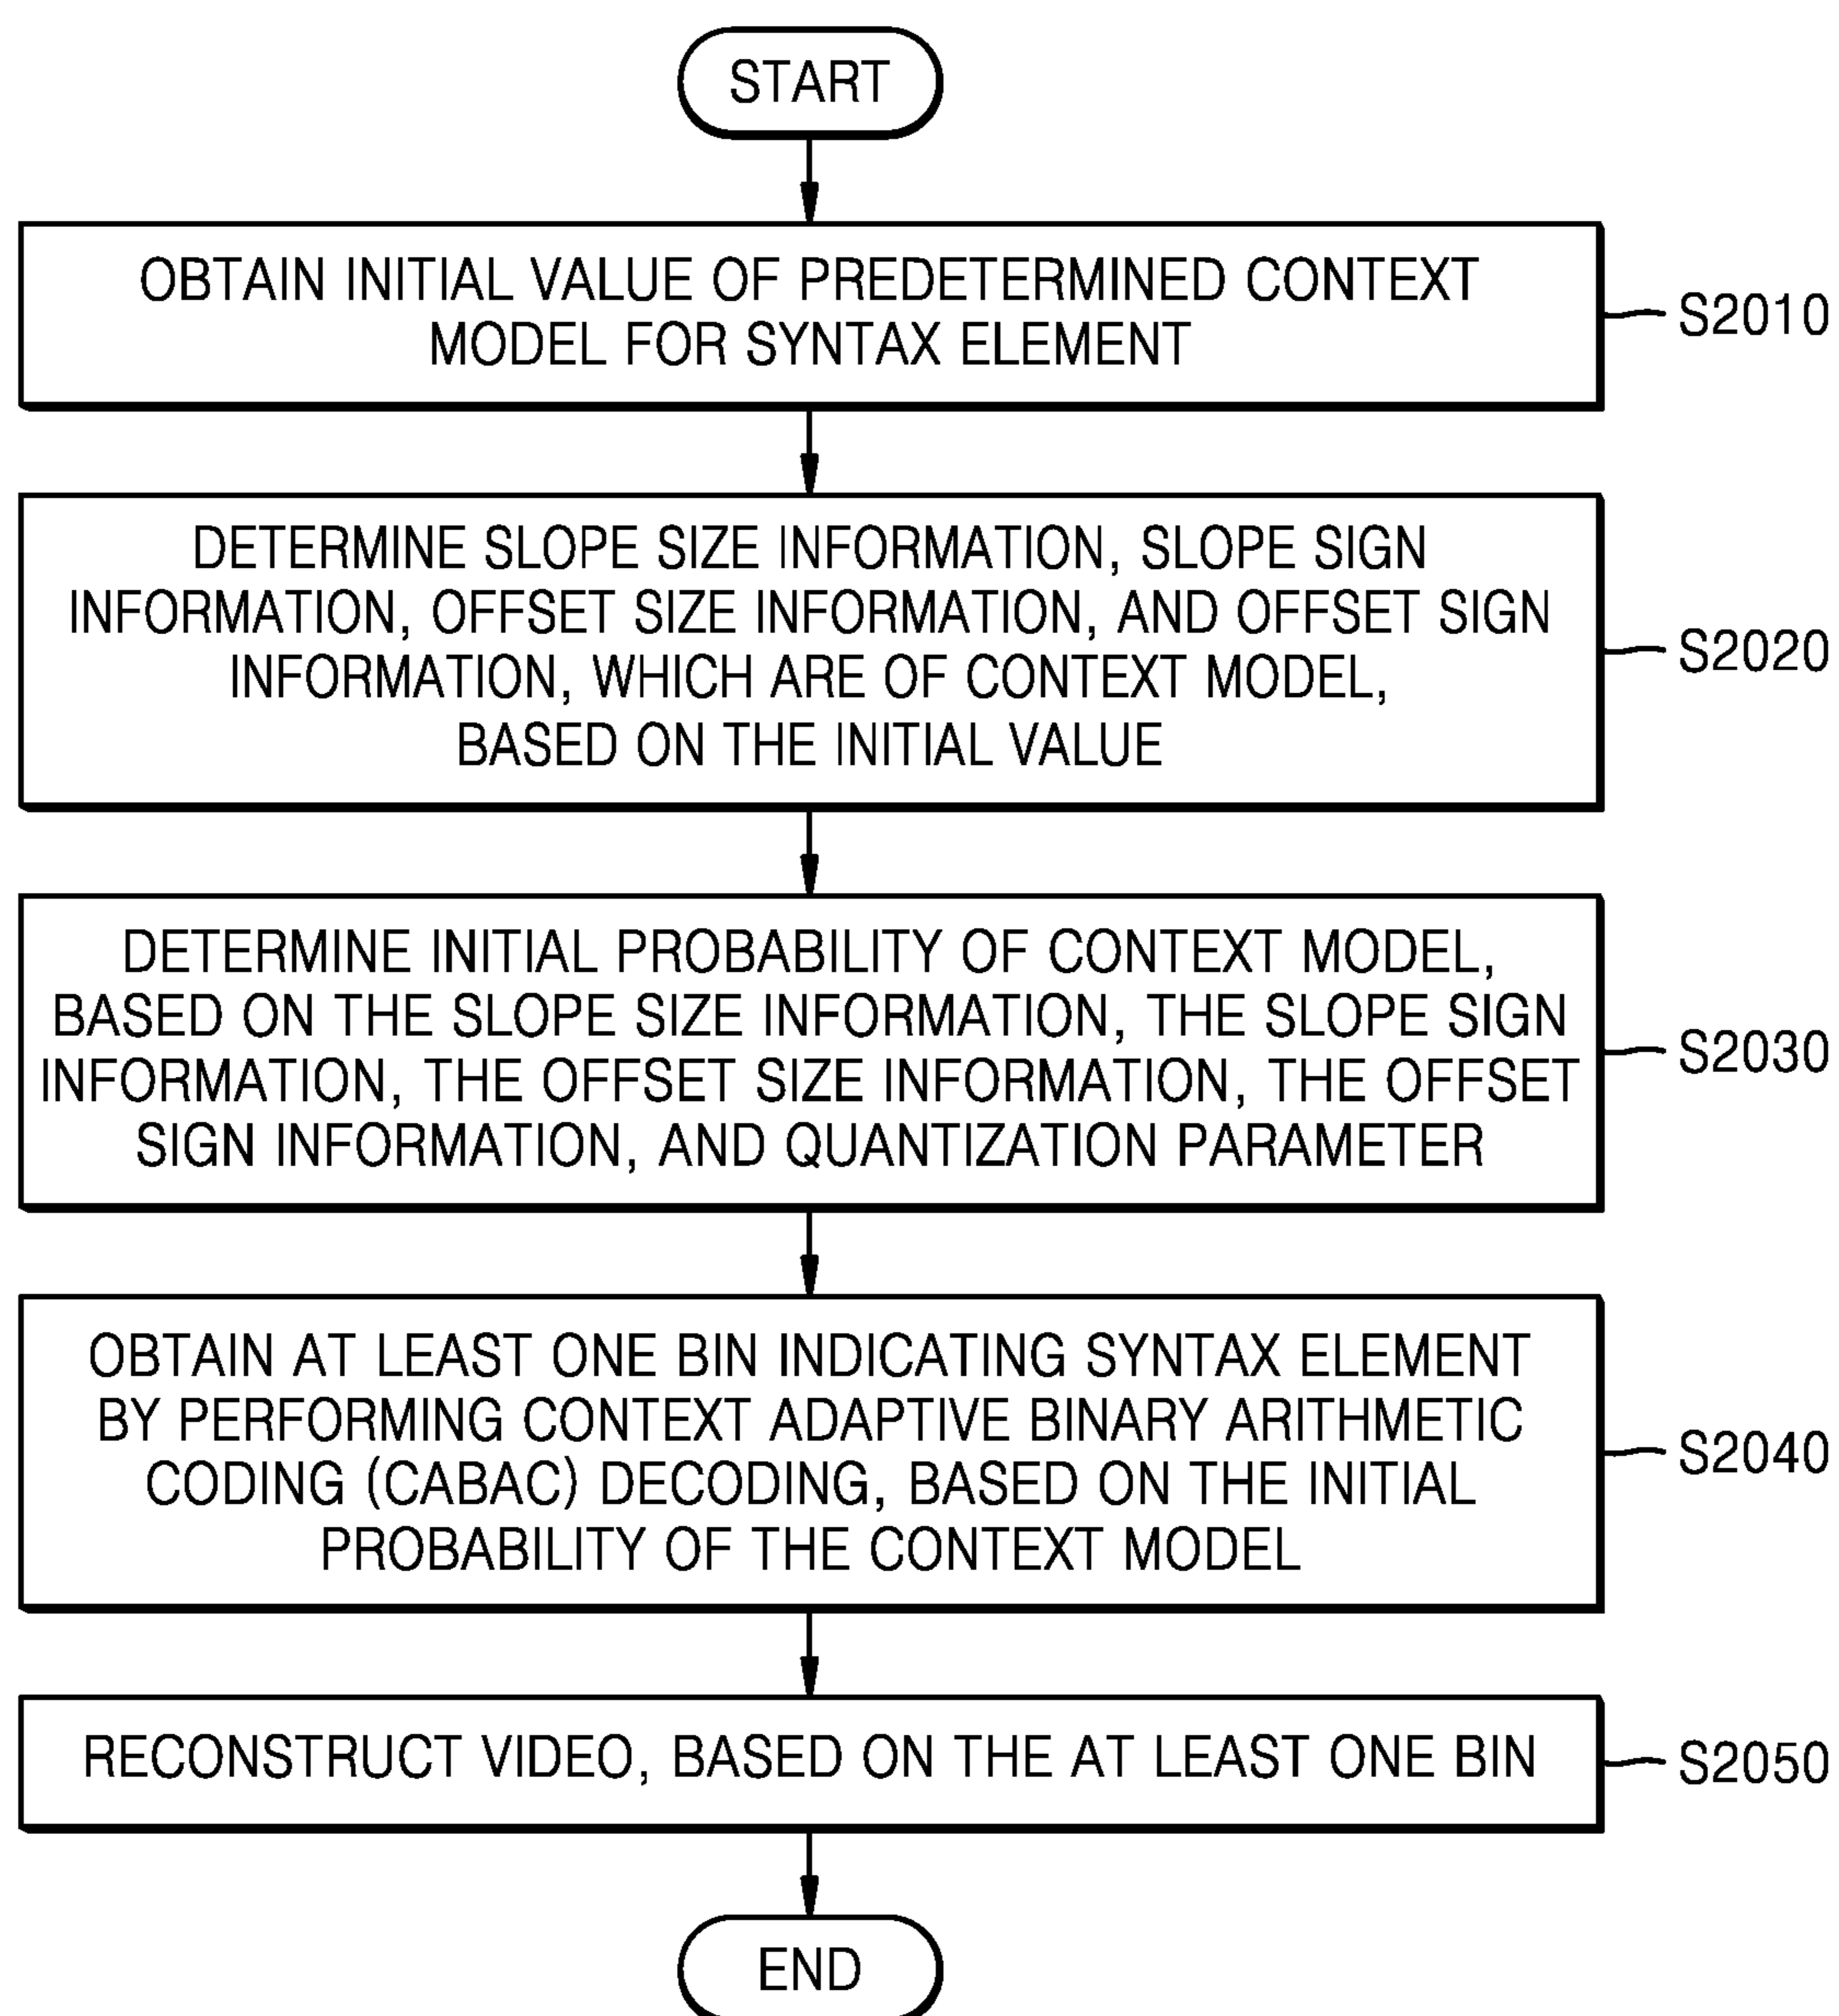 START
OBTAIN INITIAL VALUE OF PREDETERMINED CONTEXT
MODEL FOR SYNTAX ELEMENT
S2010
DETERMINE SLOPE SIZE INFORMATION, SLOPE SIGN
INFORMATION, OFFSET SIZE INFORMATION, AND OFFSET SIGN
INFORMATION, WHICH ARE OF CONTEXT MODEL,
BASED ON THE INITIAL VALUE
S2020
DETERMINE INITIAL PROBABILITY OF CONTEXT MODEL,
BASED ON THE SLOPE SIZE INFORMATION, THE SLOPE SIGN
INFORMATION, THE OFFSET SIZE INFORMATION, THE OFFSET
SIGN INFORMATION, AND QUANTIZATION PARAMETER
S2030
OBTAIN AT LEAST ONE BIN INDICATING SYNTAX ELEMENT
BY PERFORMING CONTEXT ADAPTIVE BINARY ARITHMETIC
CODING (CABAC) DECODING, BASED ON THE INITIAL
PROBABILITY OF THE CONTEXT MODEL
S2040
RECONSTRUCT VIDEO, BASED ON THE AT LEAST ONE BIN
S2050
END